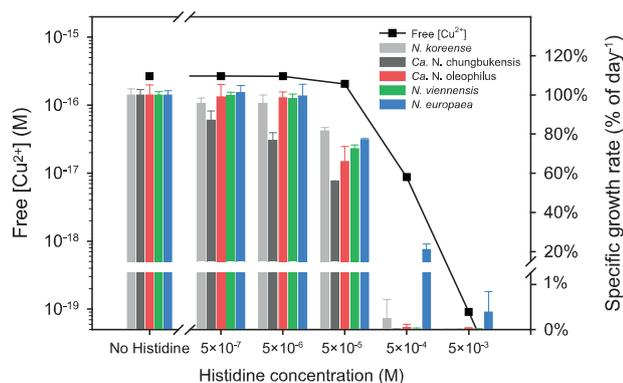 Free [Cu²⁺] (M)
10⁻¹⁵
10⁻¹⁶
10⁻¹⁷
10⁻¹⁸
10⁻¹⁹
Free [Cu²⁺]
N. koreense
Ca. N. chungbukensis
Ca. N. oleophilus
N. viennensis
N. europaea
120%
100%
80%
60%
40%
20%
1%
0%
Specific growth rate (% of day⁻¹)
No Histidine 5×10⁻⁷ 5×10⁻⁶ 5×10⁻⁵ 5×10⁻⁴ 5×10⁻³
Histidine concentration (M)